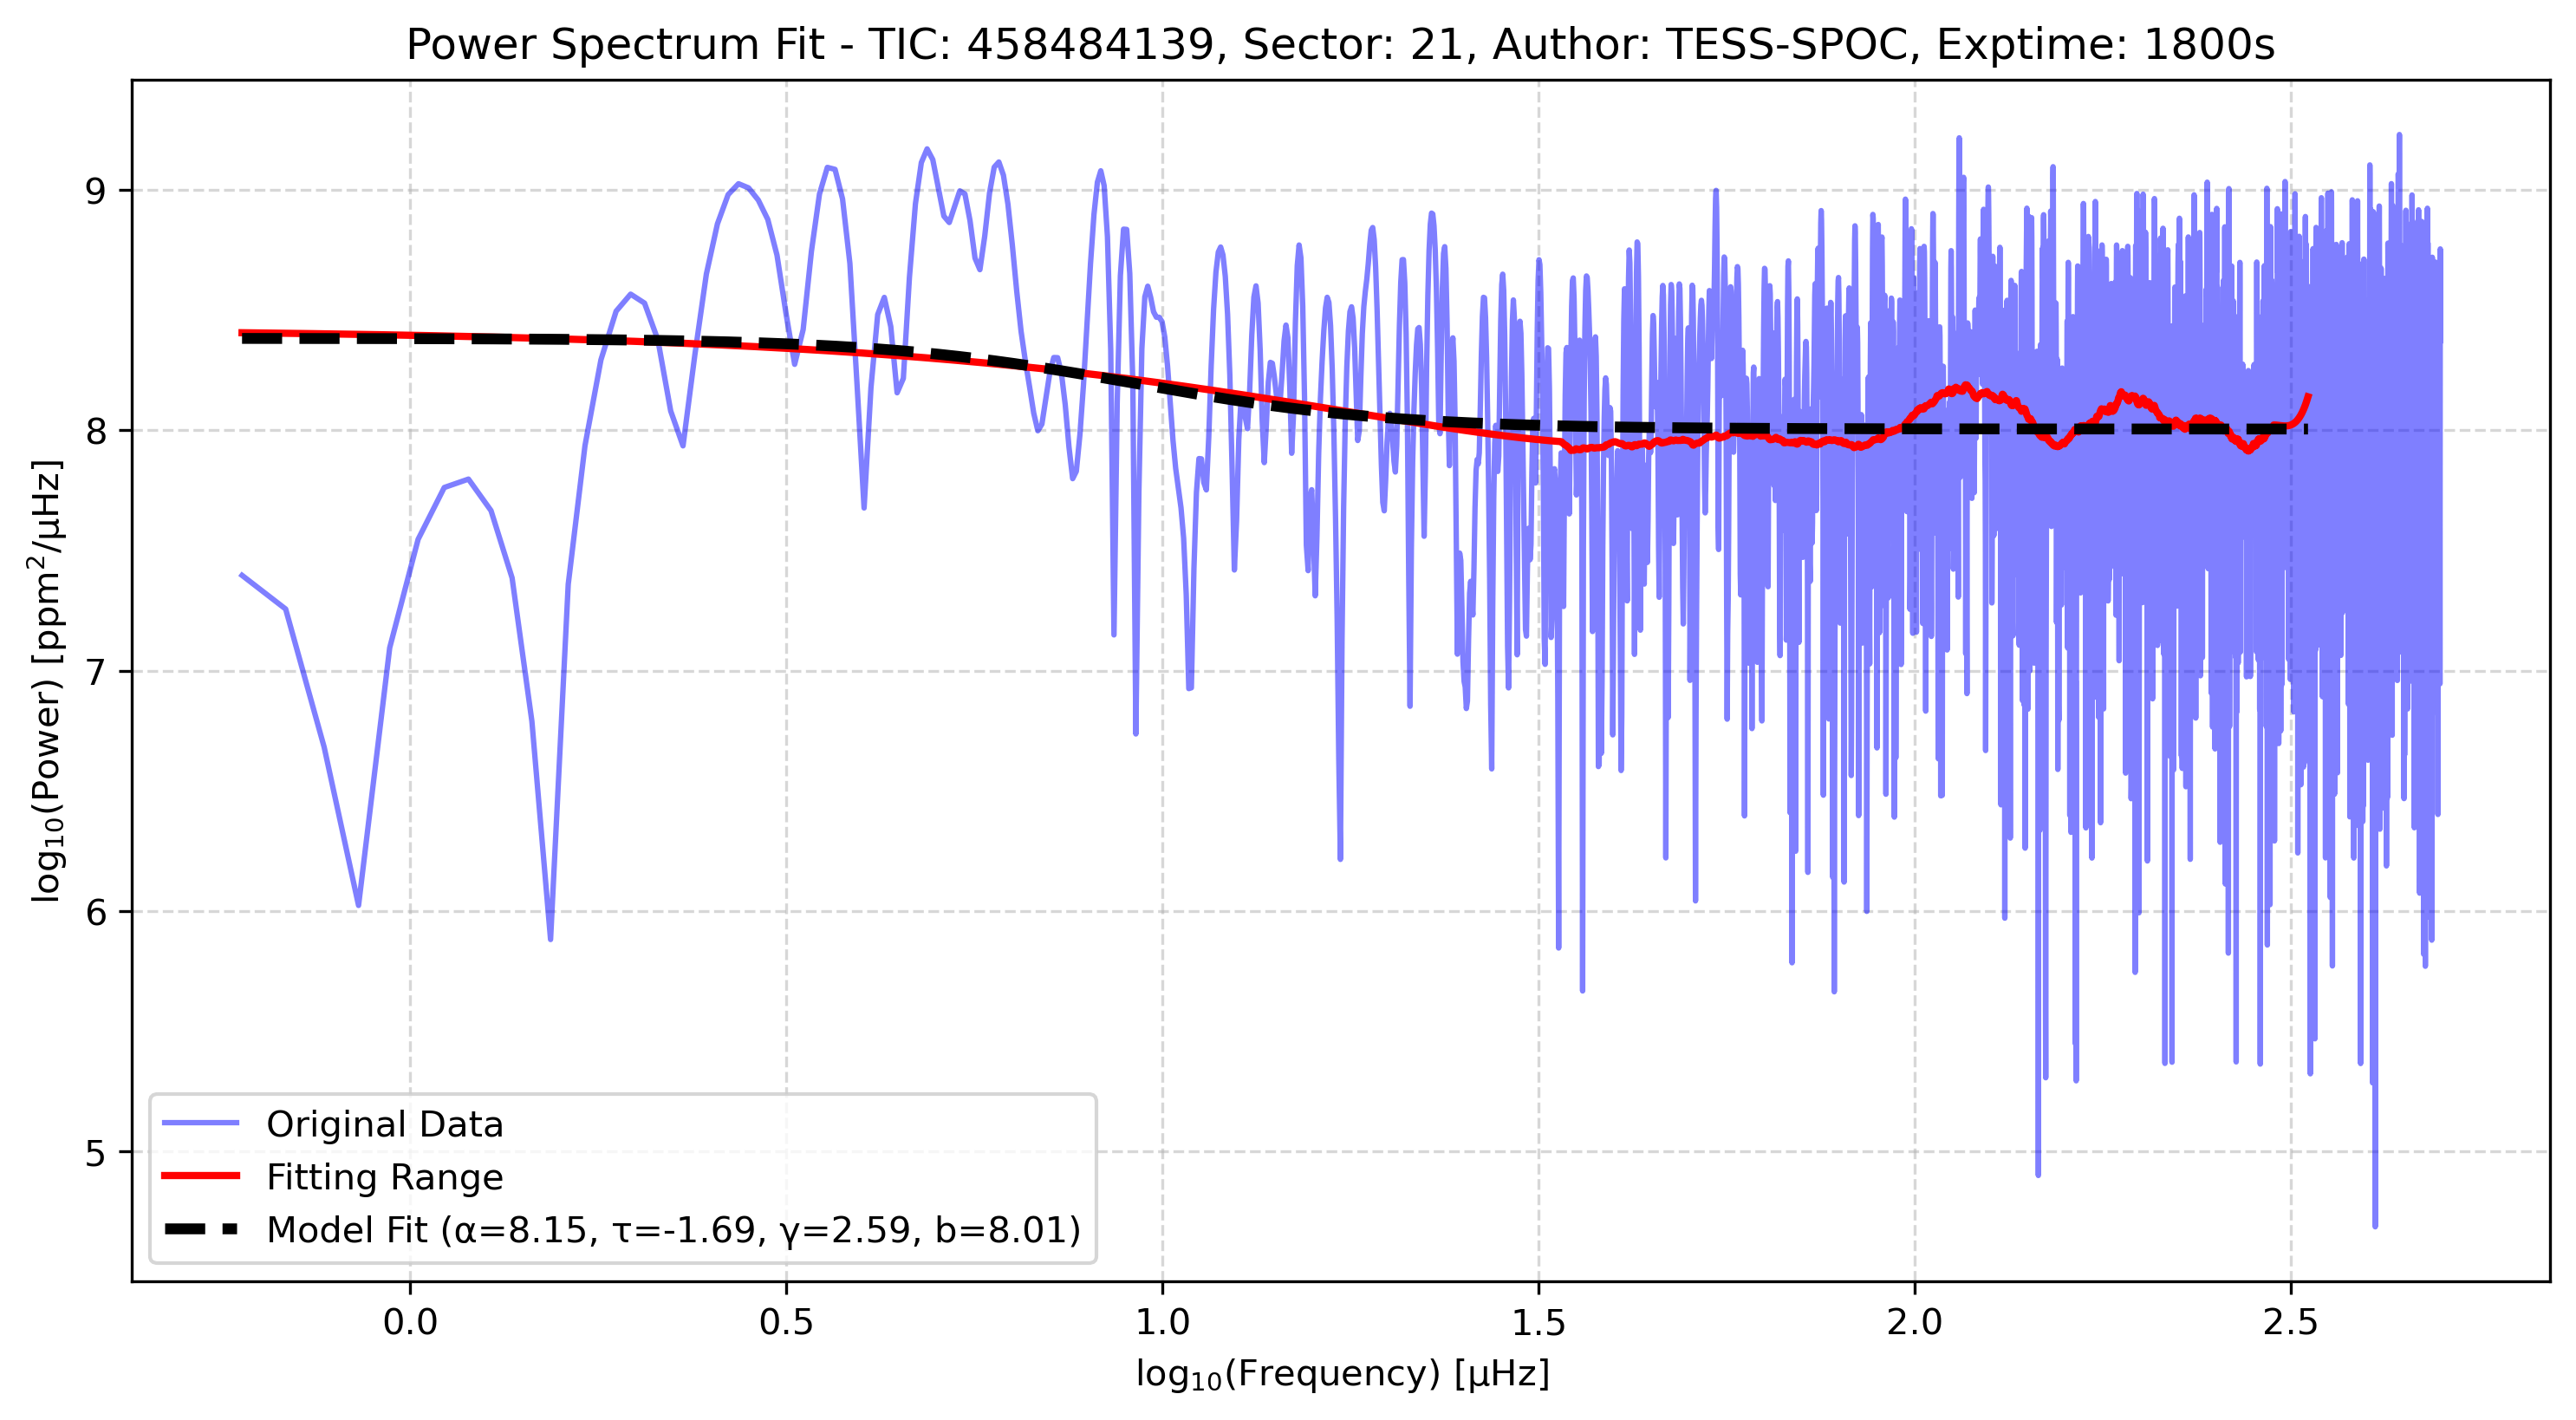 Power Spectrum Fit - TIC: 458484139, Sector: 21, Author: TESS-SPOC, Exptime: 1800s
log₁₀(Power) [ppm²/μHz]
9
8
7
6
5
Original Data
Fitting Range
Model Fit (α=8.15, τ=-1.69, γ=2.59, b=8.01)
0.0 0.5 1.0 1.5 2.0 2.5
log₁₀(Frequency) [μHz]